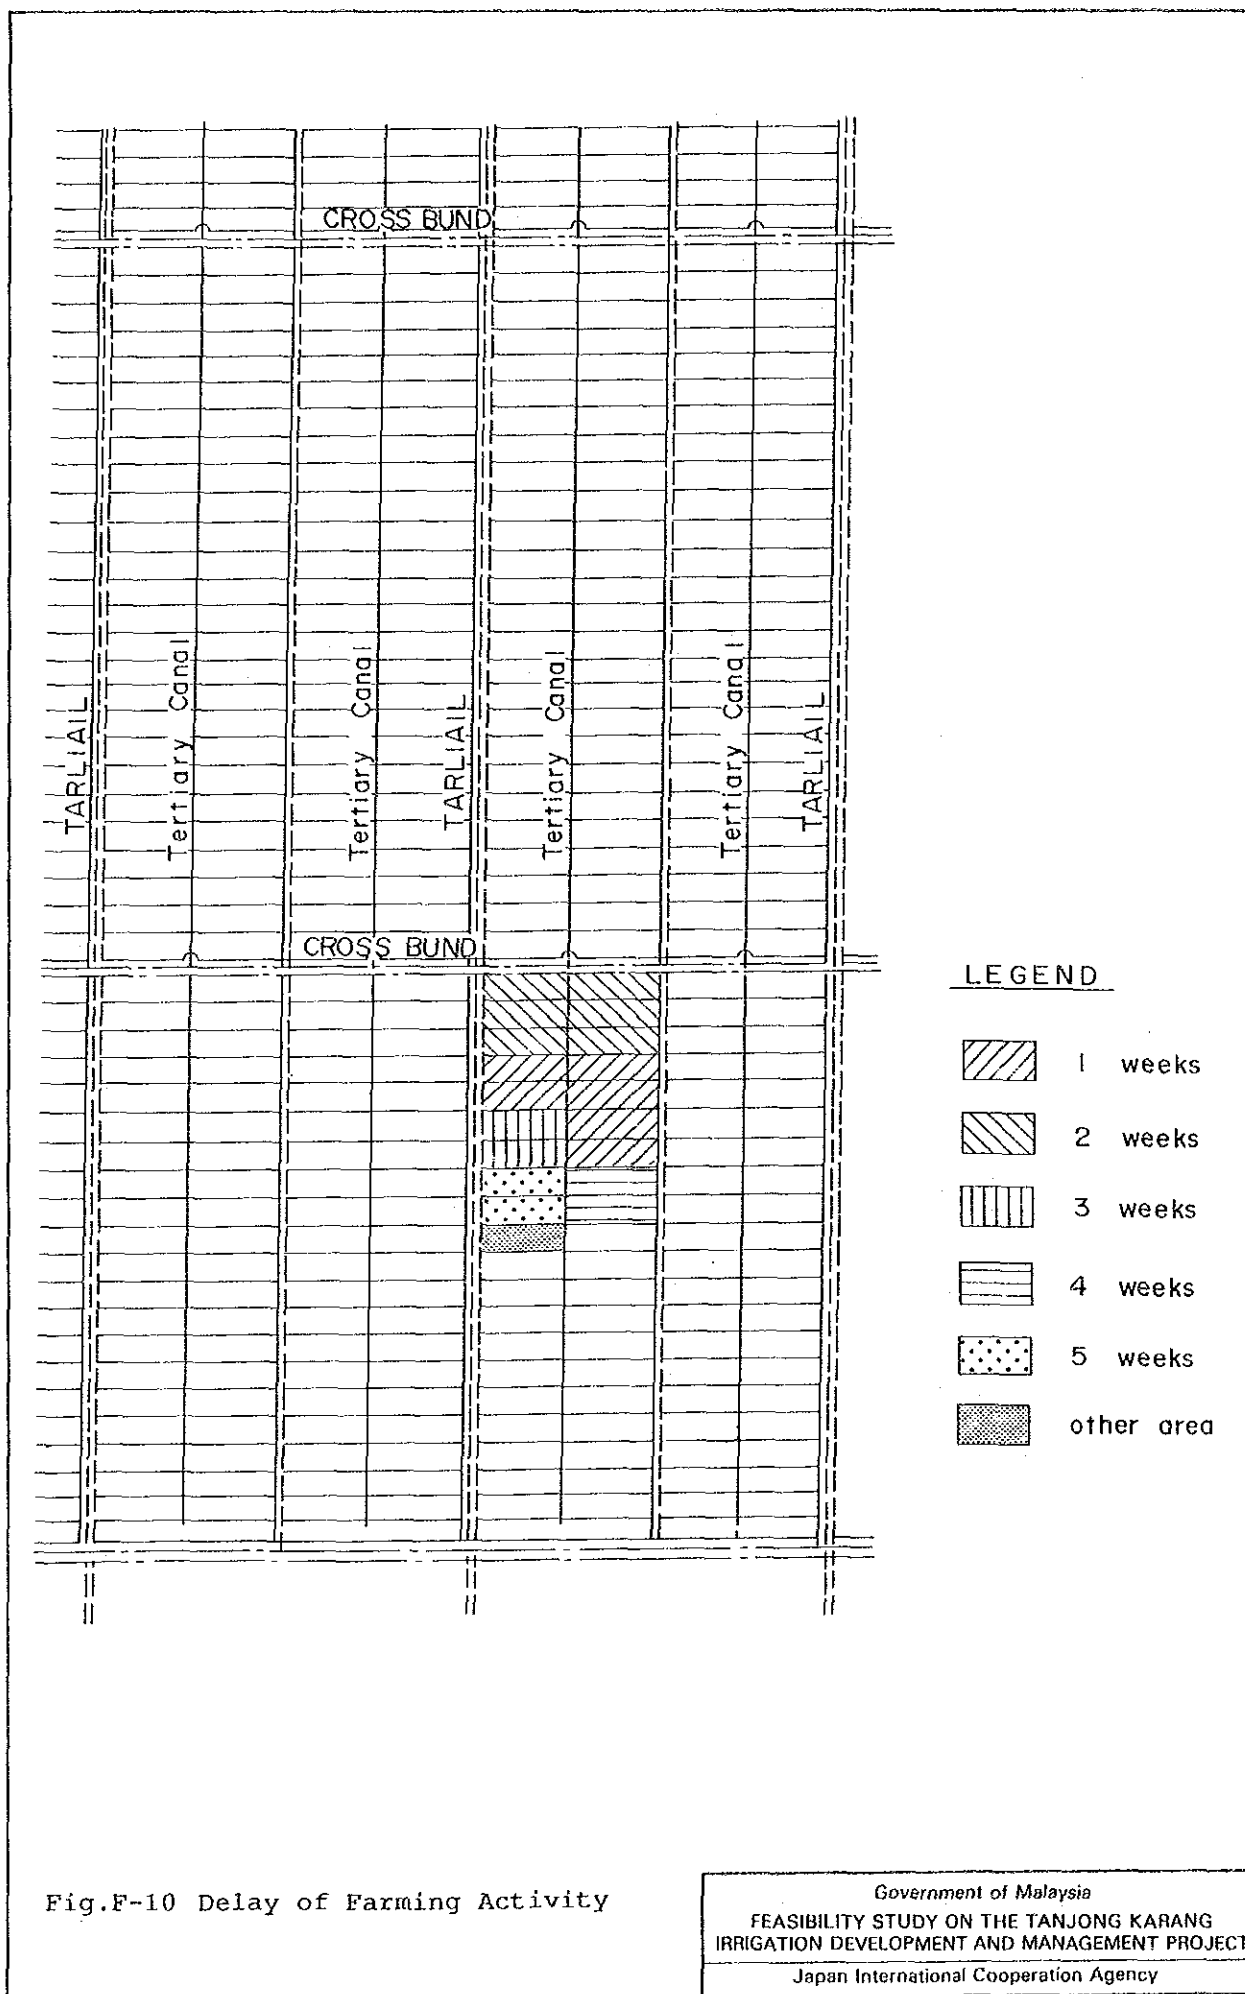 CROSS BUND
TARLIAIL
Tertiary Canal
Tertiary Canal
TARLIAIL
Tertiary Canal
Tertiary Canal
TARLIAIL
CROSS BUND
LEGEND
1 weeks
2 weeks
3 weeks
4 weeks
5 weeks
other area
Fig.F-10 Delay of Farming Activity
Government of Malaysia
FEASIBILITY STUDY ON THE TANJONG KARANG
IRRIGATION DEVELOPMENT AND MANAGEMENT PROJECT
Japan International Cooperation Agency